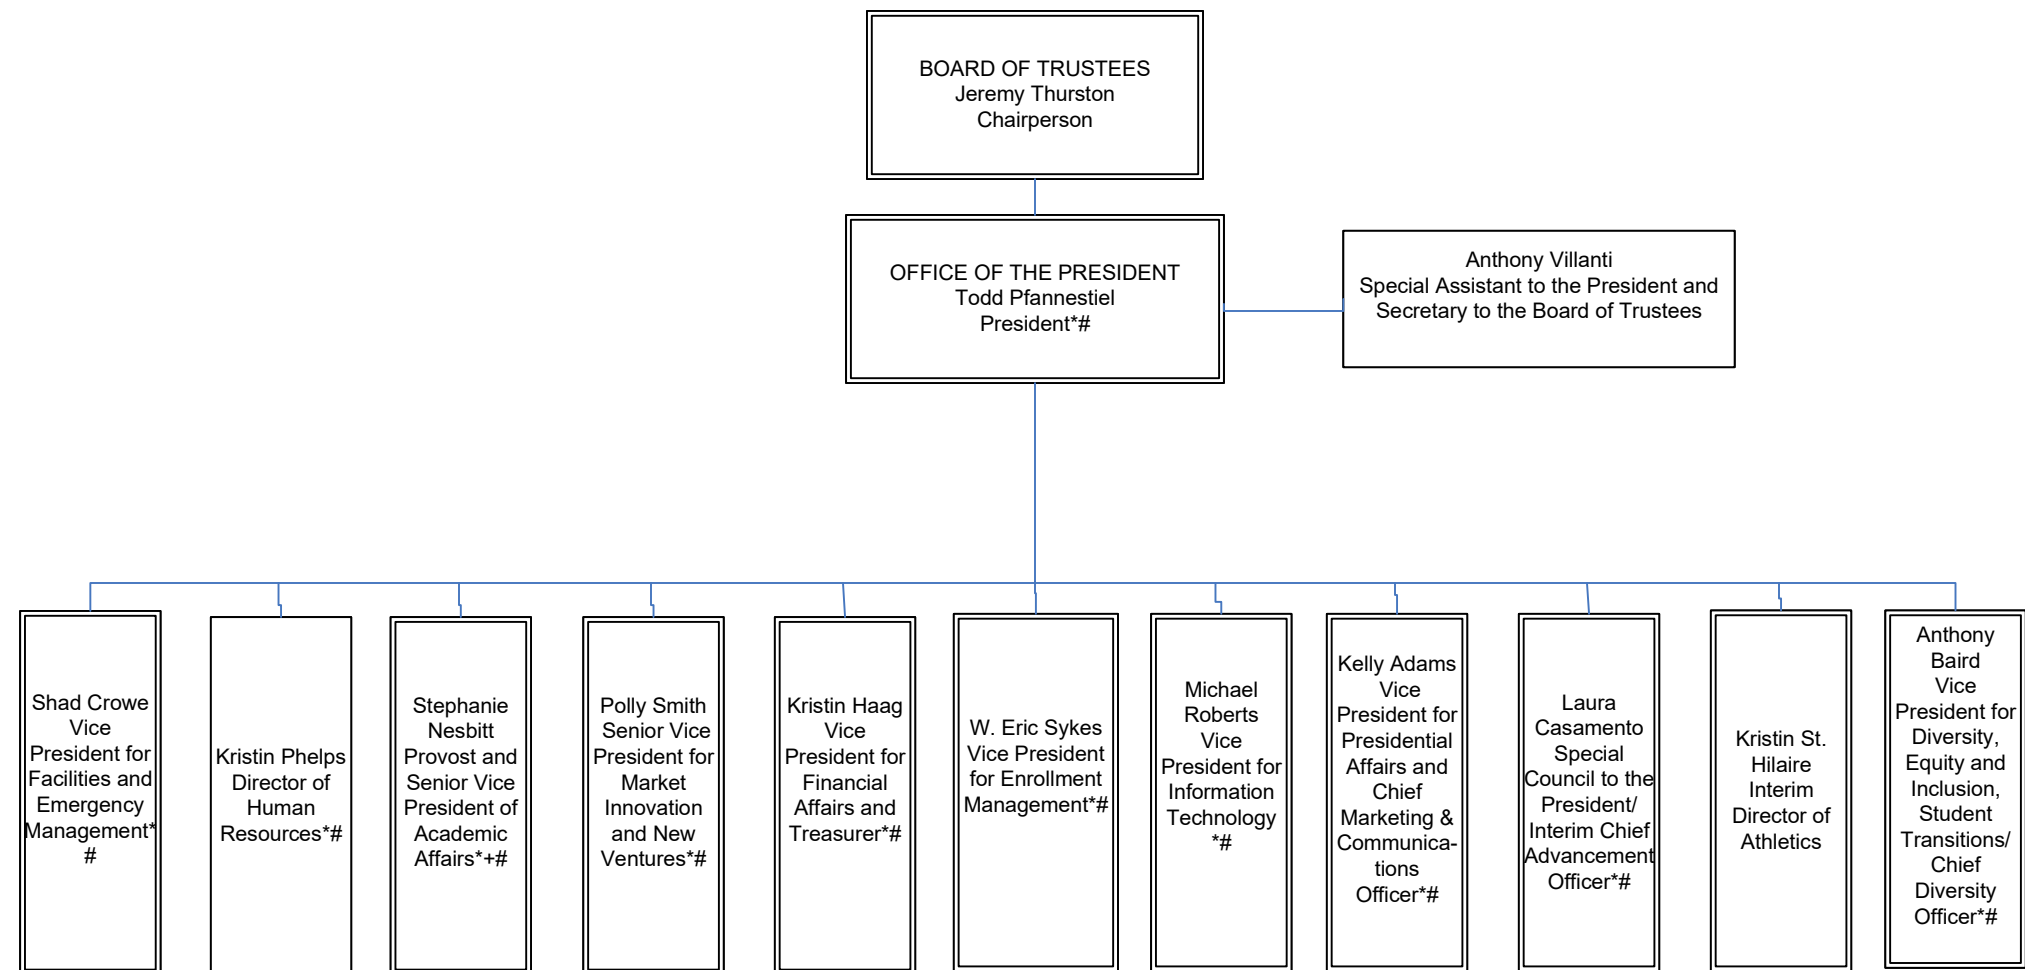 BOARD OF TRUSTEES
Jeremy Thurston
Chairperson
OFFICE OF THE PRESIDENT
Todd Pfannestiel
President*#
Anthony Villanti
Special Assistant to the President and
Secretary to the Board of Trustees
Shad Crowe
Vice
President for
Facilities and
Emergency
Management*
#
Kristin Phelps
Director of
Human
Resources*#
Stephanie
Nesbitt
Provost and
Senior Vice
President of
Academic
Affairs*+#
Polly Smith
Senior Vice
President for
Market
Innovation
and New
Ventures*#
Kristin Haag
Vice
President for
Financial
Affairs and
Treasurer*#
W. Eric Sykes
Vice President
for Enrollment
Management*#
Michael
Roberts
Vice
President for
Information
Technology
*#
Kelly Adams
Vice
President for
Presidential
Affairs and
Chief
Marketing &
Communica-
tions
Officer*#
Laura
Casamento
Special
Council to the
President/
Interim Chief
Advancement
Officer*#
Kristin St.
Hilaire
Interim
Director of
Athletics
Anthony
Baird
Vice
President for
Diversity,
Equity and
Inclusion,
Student
Transitions/
Chief
Diversity
Officer*#